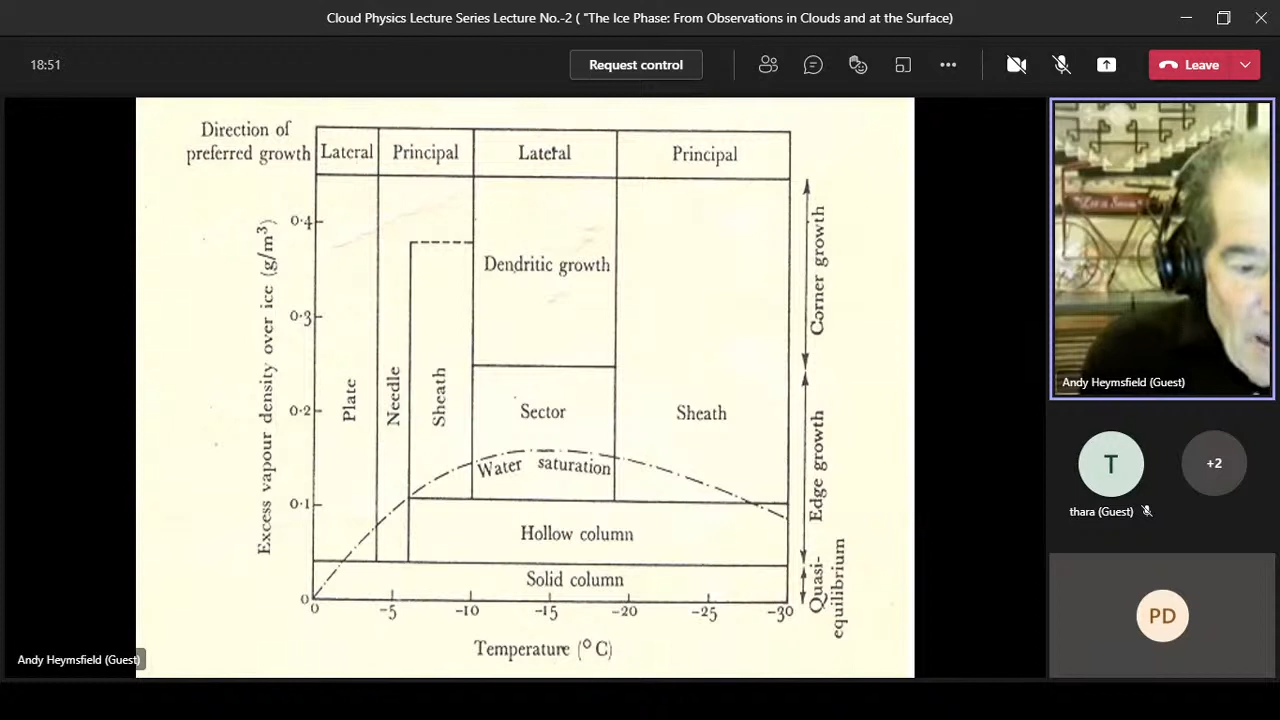 Cloud Physics Lecture Series Lecture No.-2 ( "The Ice Phase: From Observations in Clouds and at the Surface)
18:51
Request control
Leave
Direction of
preferred growth
Lateral
Principal
Lateral
Principal
Excess vapour density over ice (g/m³)
0·4
0·3
0·2
0·1
0
Plate
Needle
Sheath
Dendritic growth
Sector
Water saturation
Sheath
Hollow column
Solid column
Corner growth
Edge growth
Quasi-
equilibrium
0
-5
-10
-15
-20
-25
-30
Temperature (°C)
Andy Heymsfield (Guest)
Andy Heymsfield (Guest)
T
+2
thara (Guest)
PD